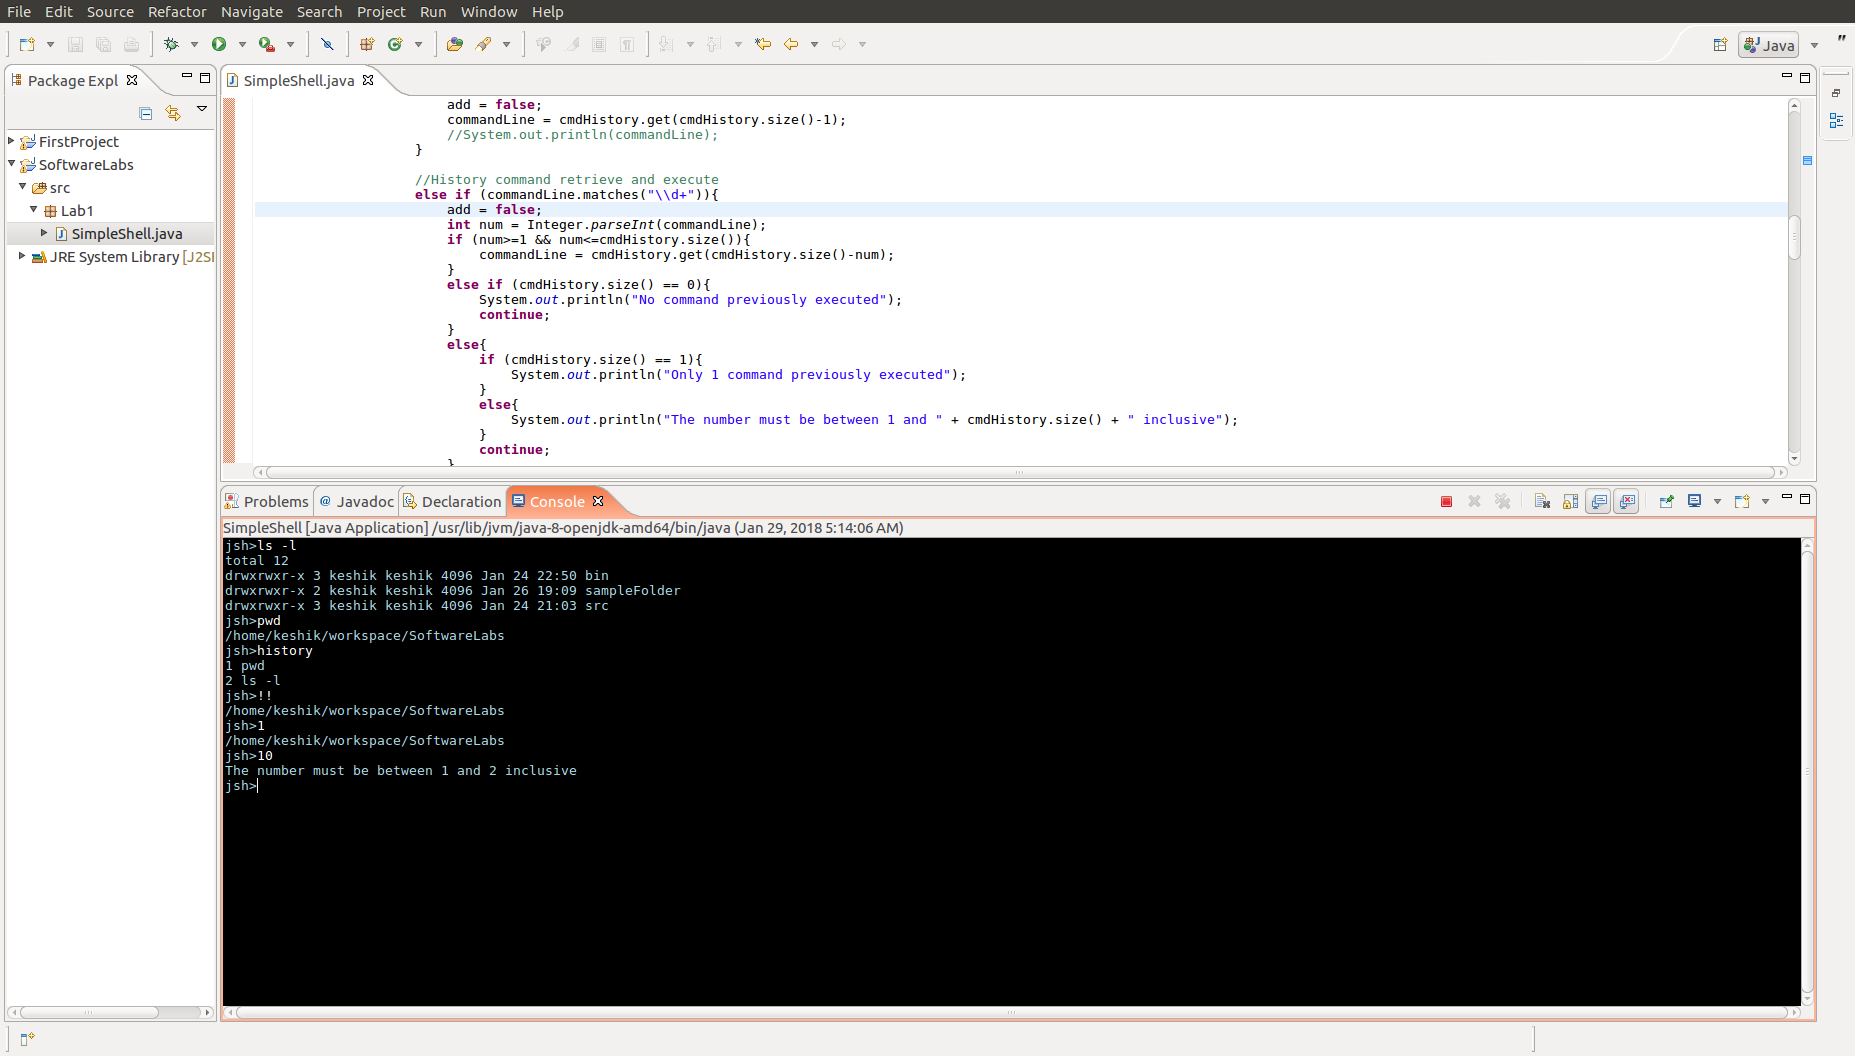 File Edit Source Refactor Navigate Search Project Run Window Help
Java
Package Expl
FirstProject
SoftwareLabs
src
Lab1
SimpleShell.java
JRE System Library [J2SE
SimpleShell.java
add = false;
commandLine = cmdHistory.get(cmdHistory.size()-1);
//System.out.println(commandLine);
}
//History command retrieve and execute
else if (commandLine.matches("\\d+")){
add = false;
int num = Integer.parseInt(commandLine);
if (num>=1 && num<=cmdHistory.size()){
commandLine = cmdHistory.get(cmdHistory.size()-num);
}
else if (cmdHistory.size() == 0){
System.out.println("No command previously executed");
continue;
}
else{
if (cmdHistory.size() == 1){
System.out.println("Only 1 command previously executed");
}
else{
System.out.println("The number must be between 1 and " + cmdHistory.size() + " inclusive");
}
continue;
}
Problems Javadoc Declaration Console
SimpleShell [Java Application] /usr/lib/jvm/java-8-openjdk-amd64/bin/java (Jan 29, 2018 5:14:06 AM)
jsh>ls -l
total 12
drwxrwxr-x 3 keshik keshik 4096 Jan 24 22:50 bin
drwxrwxr-x 2 keshik keshik 4096 Jan 26 19:09 sampleFolder
drwxrwxr-x 3 keshik keshik 4096 Jan 24 21:03 src
jsh>pwd
/home/keshik/workspace/SoftwareLabs
jsh>history
1 pwd
2 ls -l
jsh>!!
/home/keshik/workspace/SoftwareLabs
jsh>1
/home/keshik/workspace/SoftwareLabs
jsh>10
The number must be between 1 and 2 inclusive
jsh>